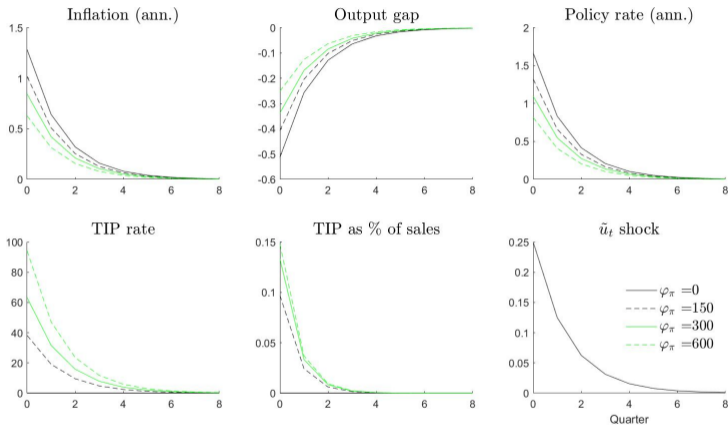 Inflation (ann.)
1.5
1
0.5
0
0 2 4 6 8
Output gap
0
-0.1
-0.2
-0.3
-0.4
-0.5
-0.6
0 2 4 6 8
Policy rate (ann.)
2
1.5
1
0.5
0
0 2 4 6 8
TIP rate
100
80
60
40
20
0
0 2 4 6 8
TIP as % of sales
0.15
0.1
0.05
0
0 2 4 6 8
ũ_t shock
0.25
0.2
0.15
0.1
0.05
0
0 2 4 6 8
Quarter
φ_π =0
φ_π =150
φ_π =300
φ_π =600